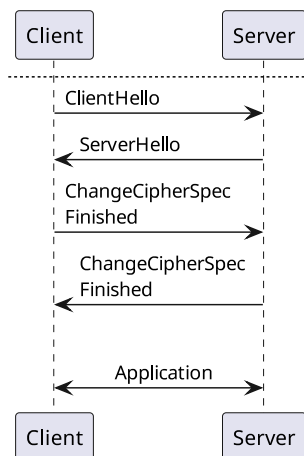 Client Server
ClientHello
ServerHello
ChangeCipherSpec
Finished
ChangeCipherSpec
Finished
Application
Client Server